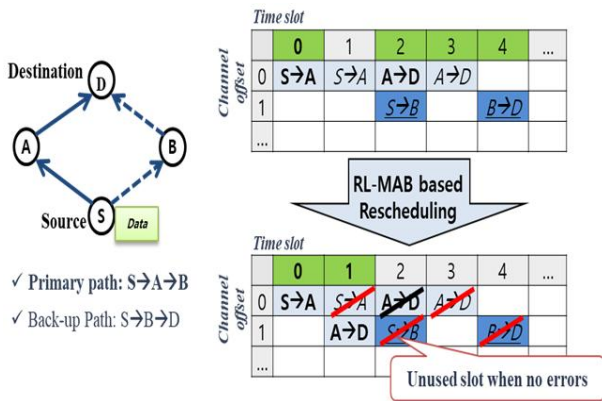 Destination
D
A
B
Source
S
Data
✓ Primary path: S→A→B
✓ Back-up Path: S→B→D
Time slot
0 1 2 3 4 ...
Channel offset
0 S→A S→A A→D A→D
1 S→B B→D
...
RL-MAB based
Rescheduling
Time slot
0 1 2 3 4 ...
Channel offset
0 S→A S→A A→D A→D
1 A→D S→B B→D
...
Unused slot when no errors